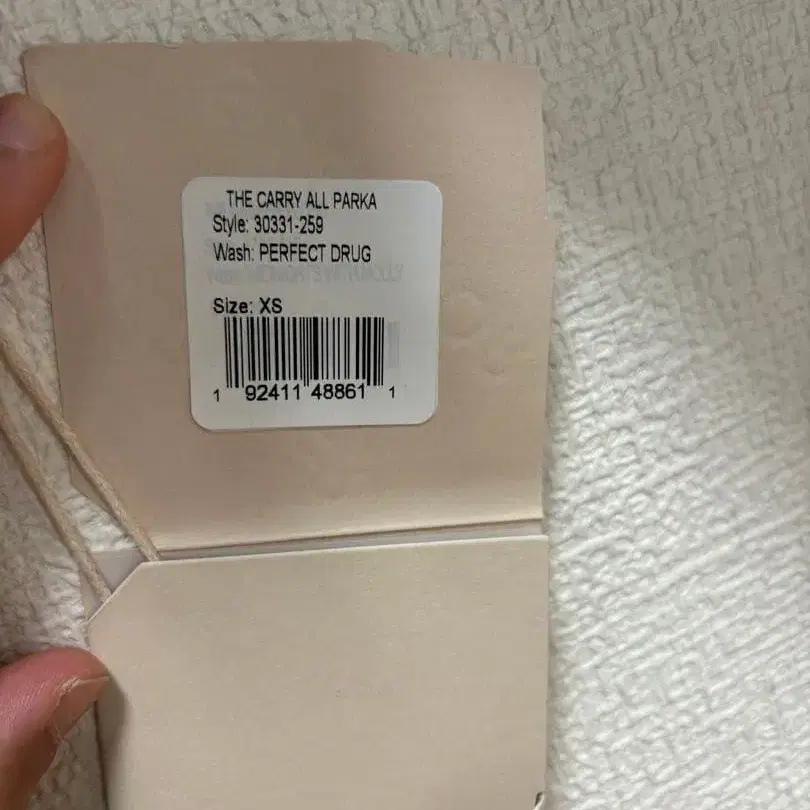 THE CARRY ALL PARKA
Style: 30331-259
Wash: PERFECT DRUG
Size: XS
1 92411 48861 1